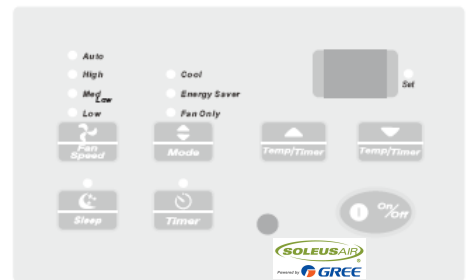 Auto
High
Med
Low
Low
Cool
Energy Saver
Fan Only
Set
Fan
Speed
Mode
Temp/Timer
Temp/Timer
Sleep
Timer
On/Off
SOLEUSAIR
Powered by GREE